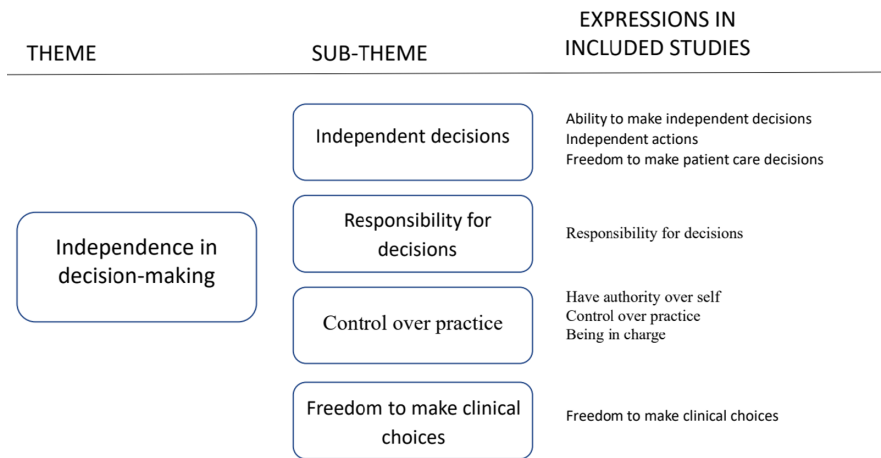 THEME
SUB-THEME
EXPRESSIONS IN
INCLUDED STUDIES
Independence in
decision-making
Independent decisions
Ability to make independent decisions
Independent actions
Freedom to make patient care decisions
Responsibility for
decisions
Responsibility for decisions
Control over practice
Have authority over self
Control over practice
Being in charge
Freedom to make clinical
choices
Freedom to make clinical choices